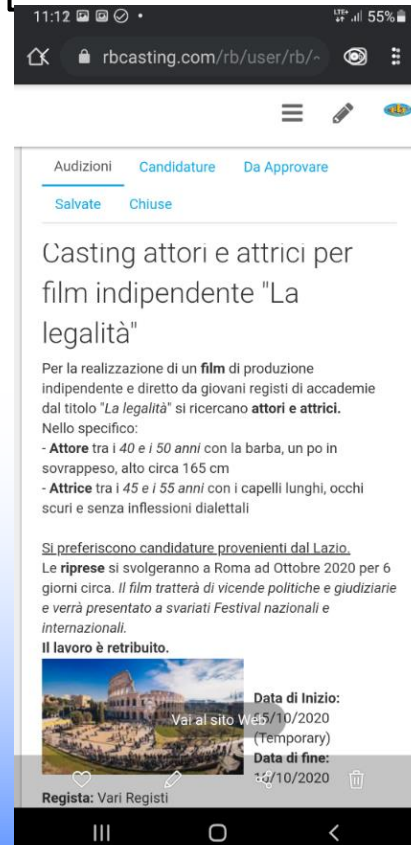 11:12 LTE+ 55%
rbcasting.com/rb/user/rb/
Audizioni Candidature Da Approvare
Salvate Chiuse
Casting attori e attrici per
film indipendente "La
legalità"
Per la realizzazione di un film di produzione
indipendente e diretto da giovani registi di accademie
dal titolo "La legalità" si ricercano attori e attrici.
Nello specifico:
- Attore tra i 40 e i 50 anni con la barba, un po in
sovrappeso, alto circa 165 cm
- Attrice tra i 45 e i 55 anni con i capelli lunghi, occhi
scuri e senza inflessioni dialettali
Si preferiscono candidature provenienti dal Lazio.
Le riprese si svolgeranno a Roma ad Ottobre 2020 per 6
giorni circa. Il film tratterà di vicende politiche e giudiziarie
e verrà presentato a svariati Festival nazionali e
internazionali.
Il lavoro è retribuito.
Data di Inizio:
Vai al sito Web
/10/2020
(Temporary)
Data di fine:
/10/2020
Regista: Vari Registi